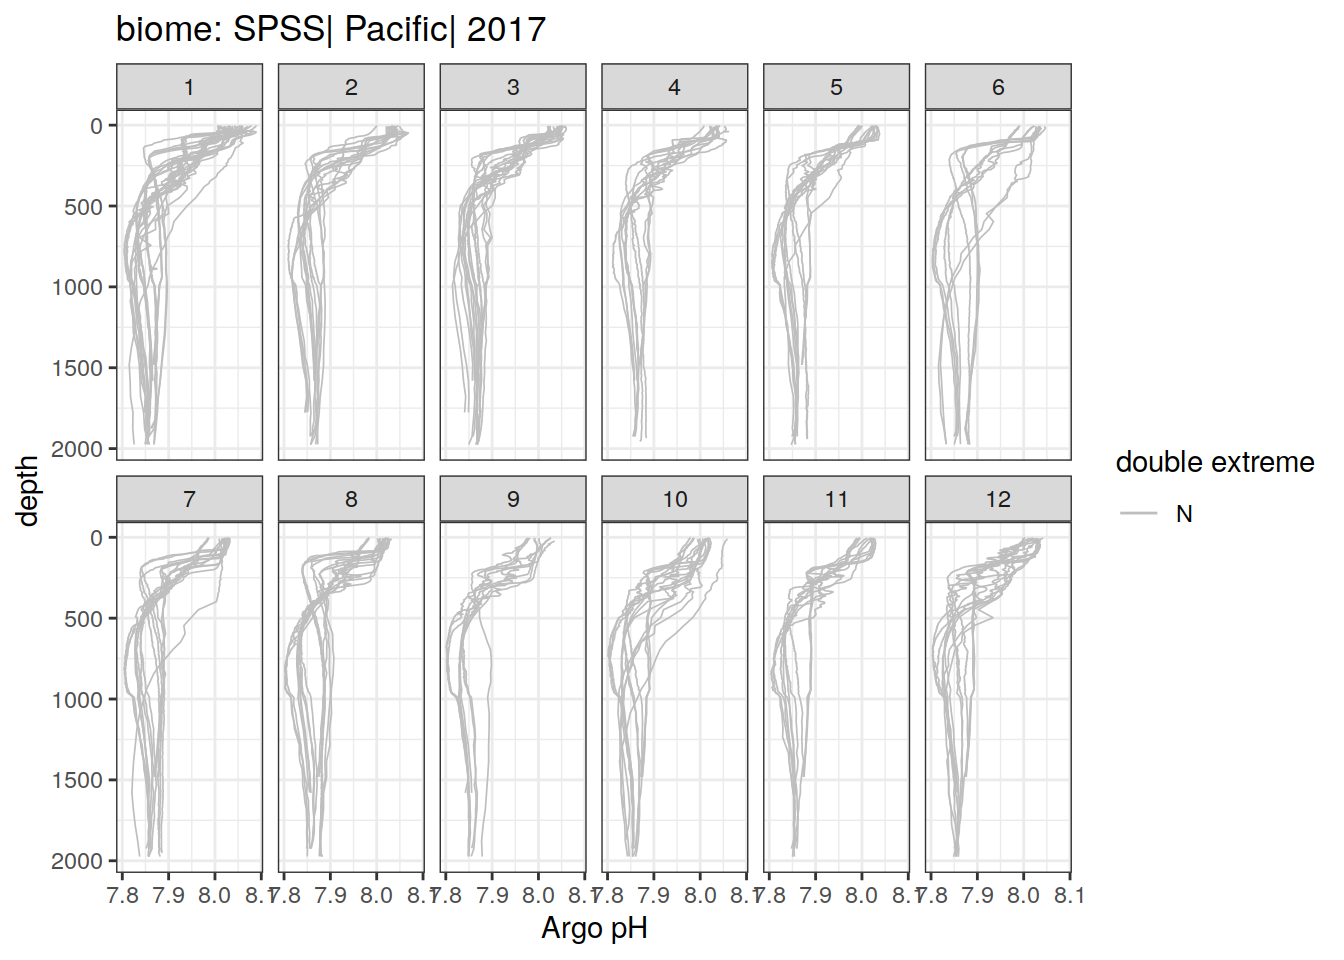 biome: SPSS| Pacific| 2017
1 2 3 4 5 6
0
500
1000
1500
2000
depth
7 8 9 10 11 12
0
500
1000
1500
2000
7.8 7.9 8.0 8.1 7.8 7.9 8.0 8.1 7.8 7.9 8.0 8.1 7.8 7.9 8.0 8.1 7.8 7.9 8.0 8.1 7.8 7.9 8.0 8.1
Argo pH
double extreme
N